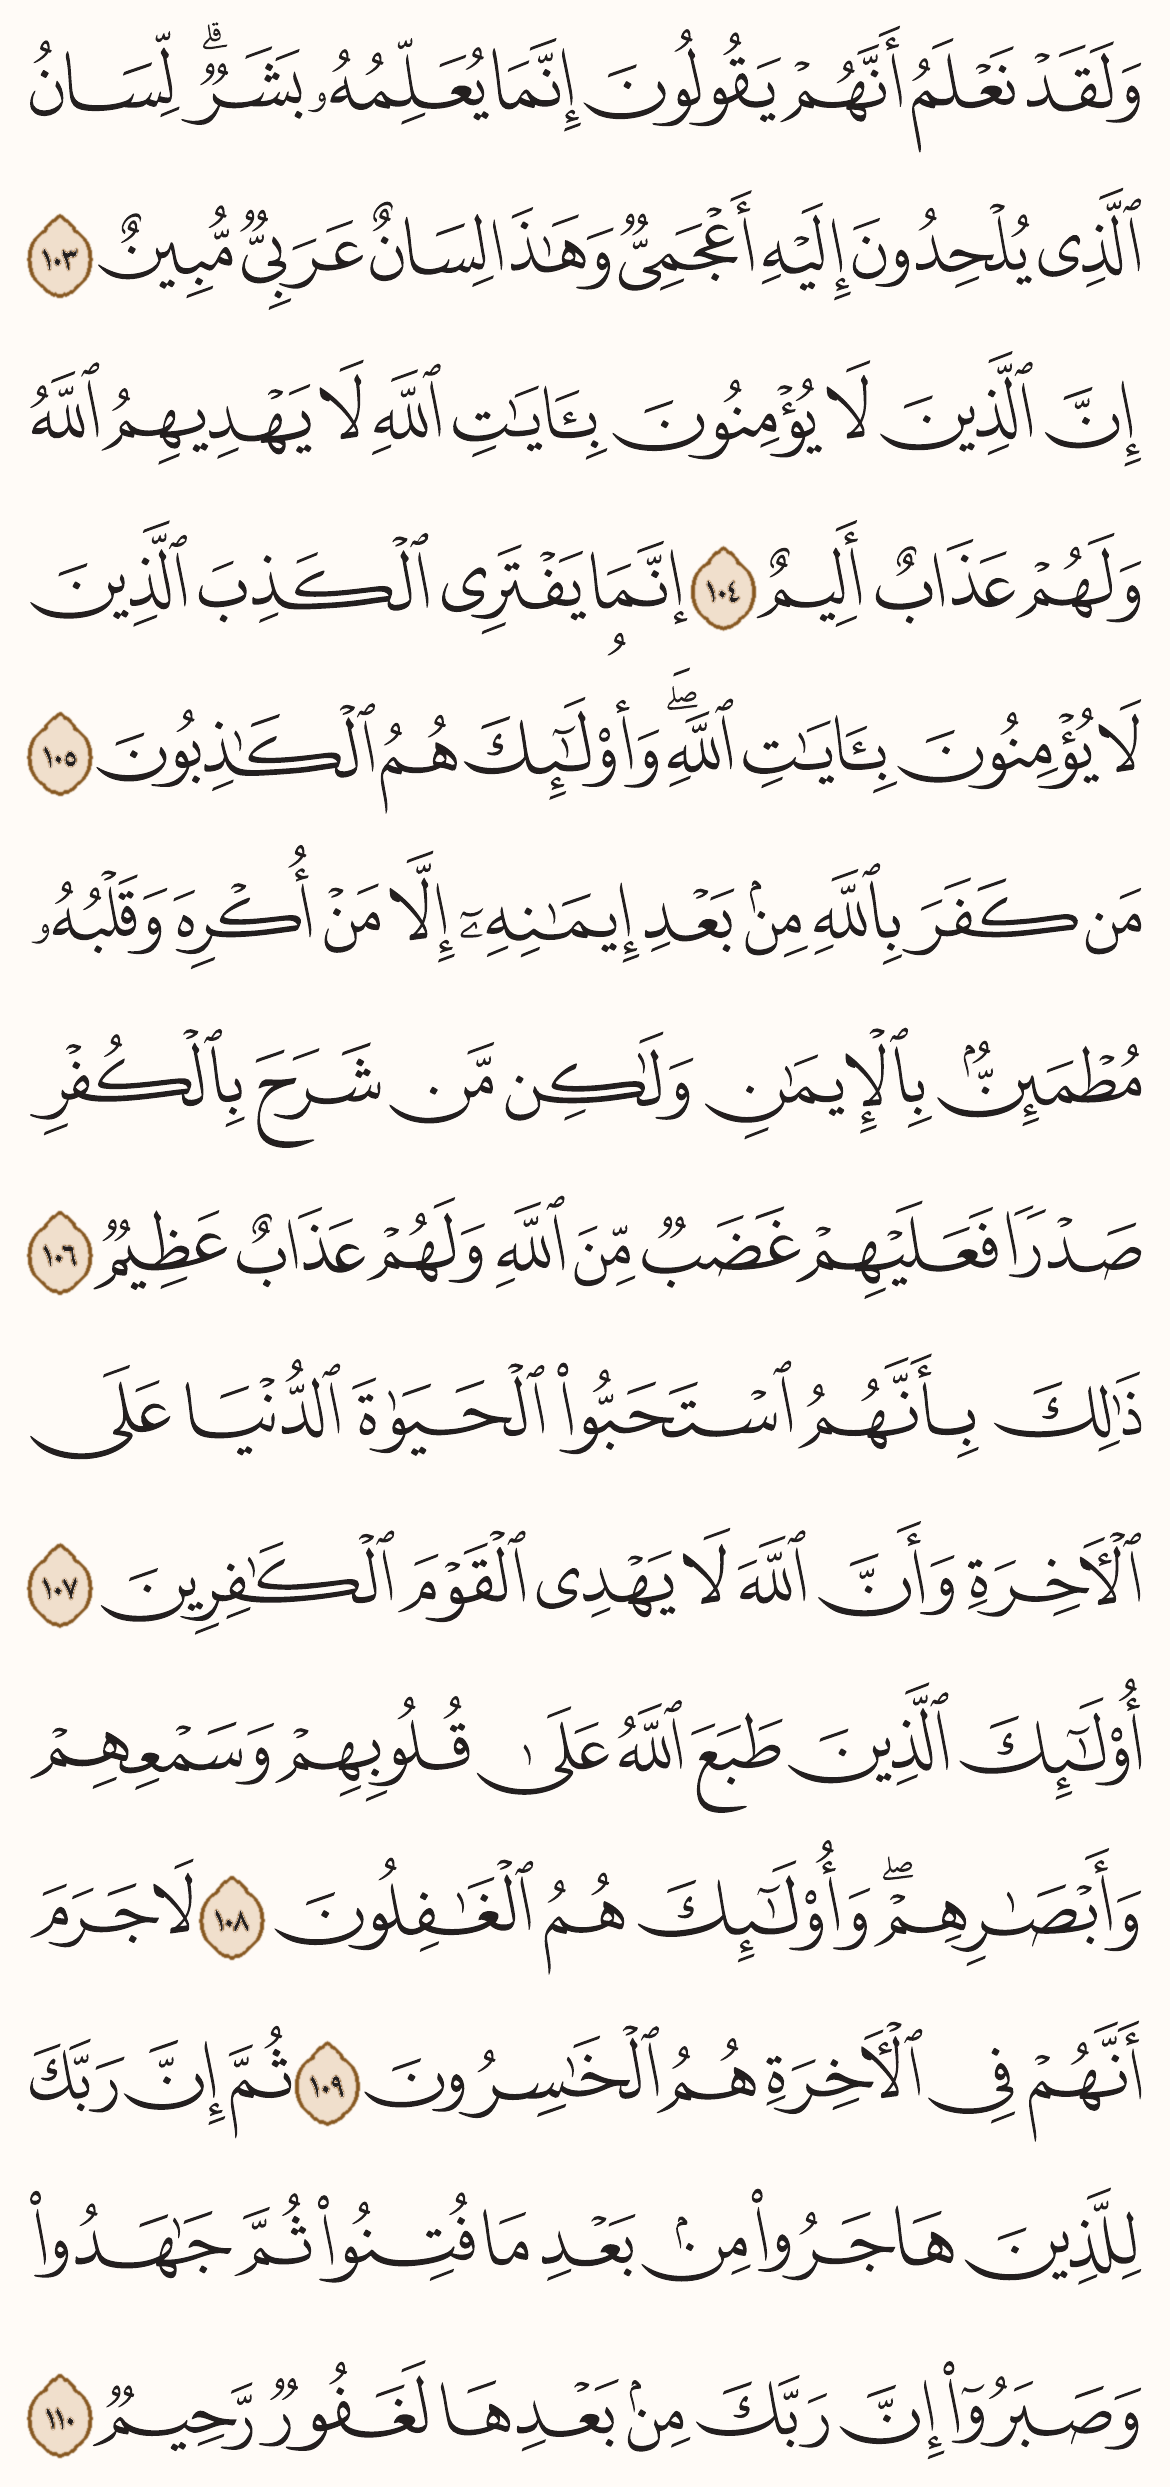 وَلَقَدۡ نَعۡلَمُ أَنَّهُمۡ يَقُولُونَ إِنَّمَا يُعَلِّمُهُۥ بَشَرٞۗ لِّسَانُ
ٱلَّذِي يُلۡحِدُونَ إِلَيۡهِ أَعۡجَمِيّٞ وَهَٰذَا لِسَانٌ عَرَبِيّٞ مُّبِينٌ ١٠٣
إِنَّ ٱلَّذِينَ لَا يُؤۡمِنُونَ بِـَٔايَٰتِ ٱللَّهِ لَا يَهۡدِيهِمُ ٱللَّهُ
وَلَهُمۡ عَذَابٌ أَلِيمٌ ١٠٤ إِنَّمَا يَفۡتَرِي ٱلۡكَذِبَ ٱلَّذِينَ
لَا يُؤۡمِنُونَ بِـَٔايَٰتِ ٱللَّهِۖ وَأُوْلَٰٓئِكَ هُمُ ٱلۡكَٰذِبُونَ ١٠٥
مَن كَفَرَ بِٱللَّهِ مِنۢ بَعۡدِ إِيمَٰنِهِۦٓ إِلَّا مَنۡ أُكۡرِهَ وَقَلۡبُهُۥ
مُطۡمَئِنُّۢ بِٱلۡإِيمَٰنِ وَلَٰكِن مَّن شَرَحَ بِٱلۡكُفۡرِ
صَدۡرٗا فَعَلَيۡهِمۡ غَضَبٞ مِّنَ ٱللَّهِ وَلَهُمۡ عَذَابٌ عَظِيمٞ ١٠٦
ذَٰلِكَ بِأَنَّهُمُ ٱسۡتَحَبُّواْ ٱلۡحَيَوٰةَ ٱلدُّنۡيَا عَلَى
ٱلۡأٓخِرَةِ وَأَنَّ ٱللَّهَ لَا يَهۡدِي ٱلۡقَوۡمَ ٱلۡكَٰفِرِينَ ١٠٧
أُوْلَٰٓئِكَ ٱلَّذِينَ طَبَعَ ٱللَّهُ عَلَىٰ قُلُوبِهِمۡ وَسَمۡعِهِمۡ
وَأَبۡصَٰرِهِمۡۖ وَأُوْلَٰٓئِكَ هُمُ ٱلۡغَٰفِلُونَ ١٠٨ لَا جَرَمَ
أَنَّهُمۡ فِي ٱلۡأٓخِرَةِ هُمُ ٱلۡخَٰسِرُونَ ١٠٩ ثُمَّ إِنَّ رَبَّكَ
لِلَّذِينَ هَاجَرُواْ مِنۢ بَعۡدِ مَا فُتِنُواْ ثُمَّ جَٰهَدُواْ
وَصَبَرُوٓاْ إِنَّ رَبَّكَ مِنۢ بَعۡدِهَا لَغَفُورٞ رَّحِيمٞ ١١٠